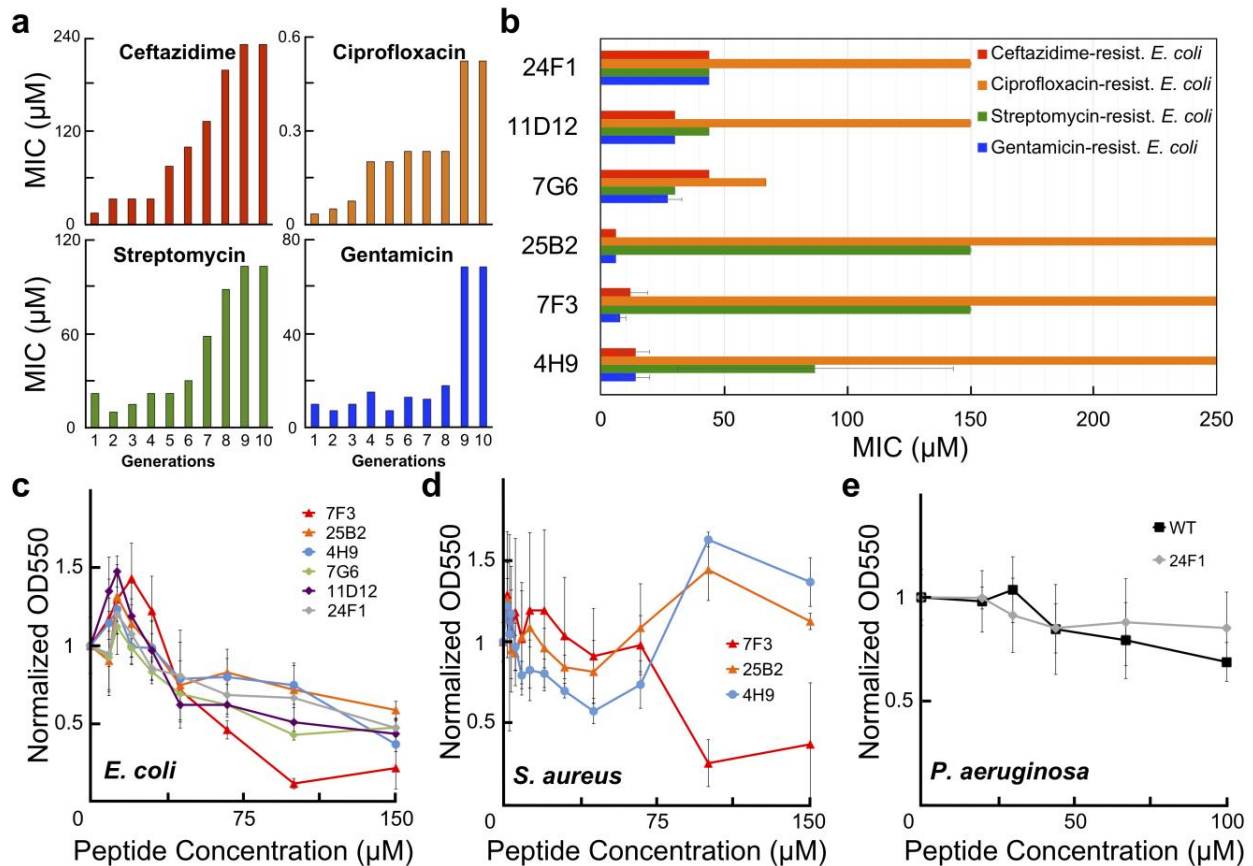 a
Ceftazidime
Ciprofloxacin
MIC (µM)
240
120
0
0.6
0.3
0
Streptomycin
Gentamicin
MIC (µM)
120
60
0
80
40
0
1 2 3 4 5 6 7 8 9 10
1 2 3 4 5 6 7 8 9 10
Generations
Generations
b
24F1
11D12
7G6
25B2
7F3
4H9
Ceftazidime-resist. E. coli
Ciprofloxacin-resist. E. coli
Streptomycin-resist. E. coli
Gentamicin-resist. E. coli
0 50 100 150 200 250
MIC (µM)
c
Normalized OD550
1.5
1
0.5
7F3
25B2
4H9
7G6
11D12
24F1
E. coli
0 75 150
Peptide Concentration (µM)
d
Normalized OD550
1.5
1
0.5
7F3
25B2
4H9
S. aureus
0 75 150
Peptide Concentration (µM)
e
Normalized OD550
1
0.5
WT
24F1
P. aeruginosa
0 50 100
Peptide Concentration (µM)